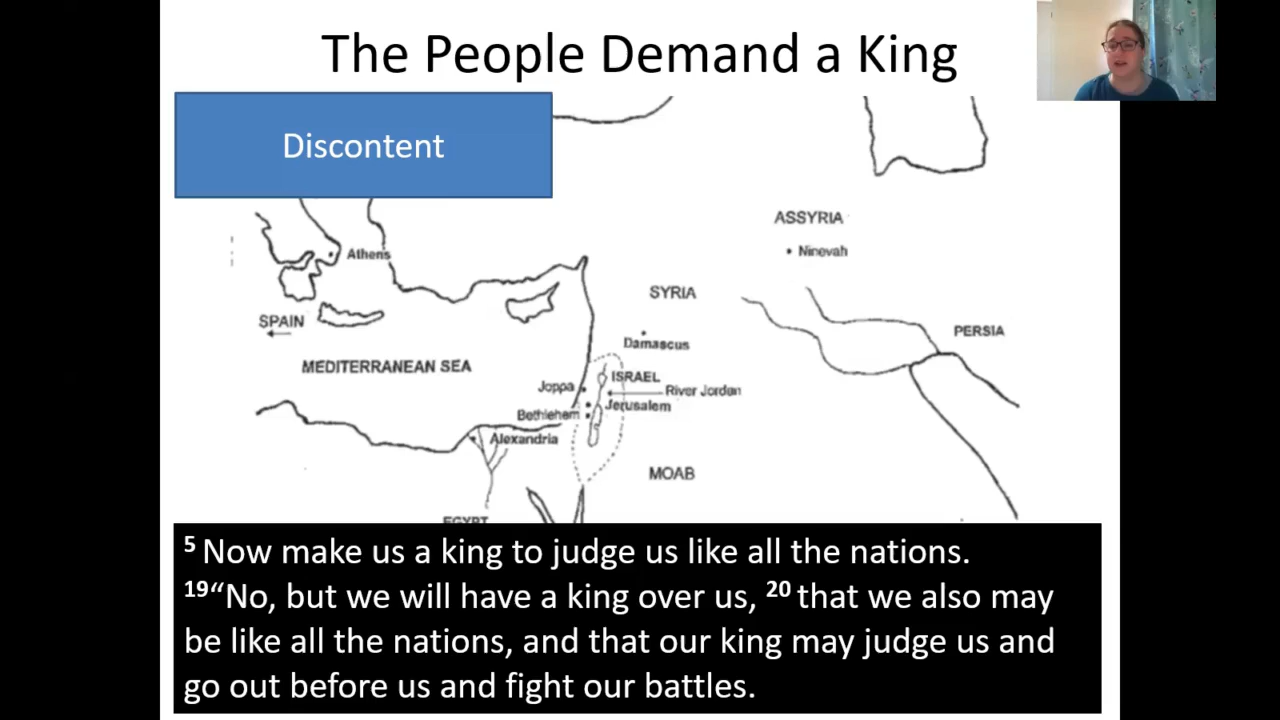 The People Demand a King
Discontent
ASSYRIA
• Ninevah
Athens
SYRIA
SPAIN
PERSIA
Damascus
MEDITERRANEAN SEA
ISRAEL
Joppa
River Jordan
Jerusalem
Bethlehem
Alexandria
MOAB
EGYPT
5 Now make us a king to judge us like all the nations.
19“No, but we will have a king over us, 20 that we also may
be like all the nations, and that our king may judge us and
go out before us and fight our battles.